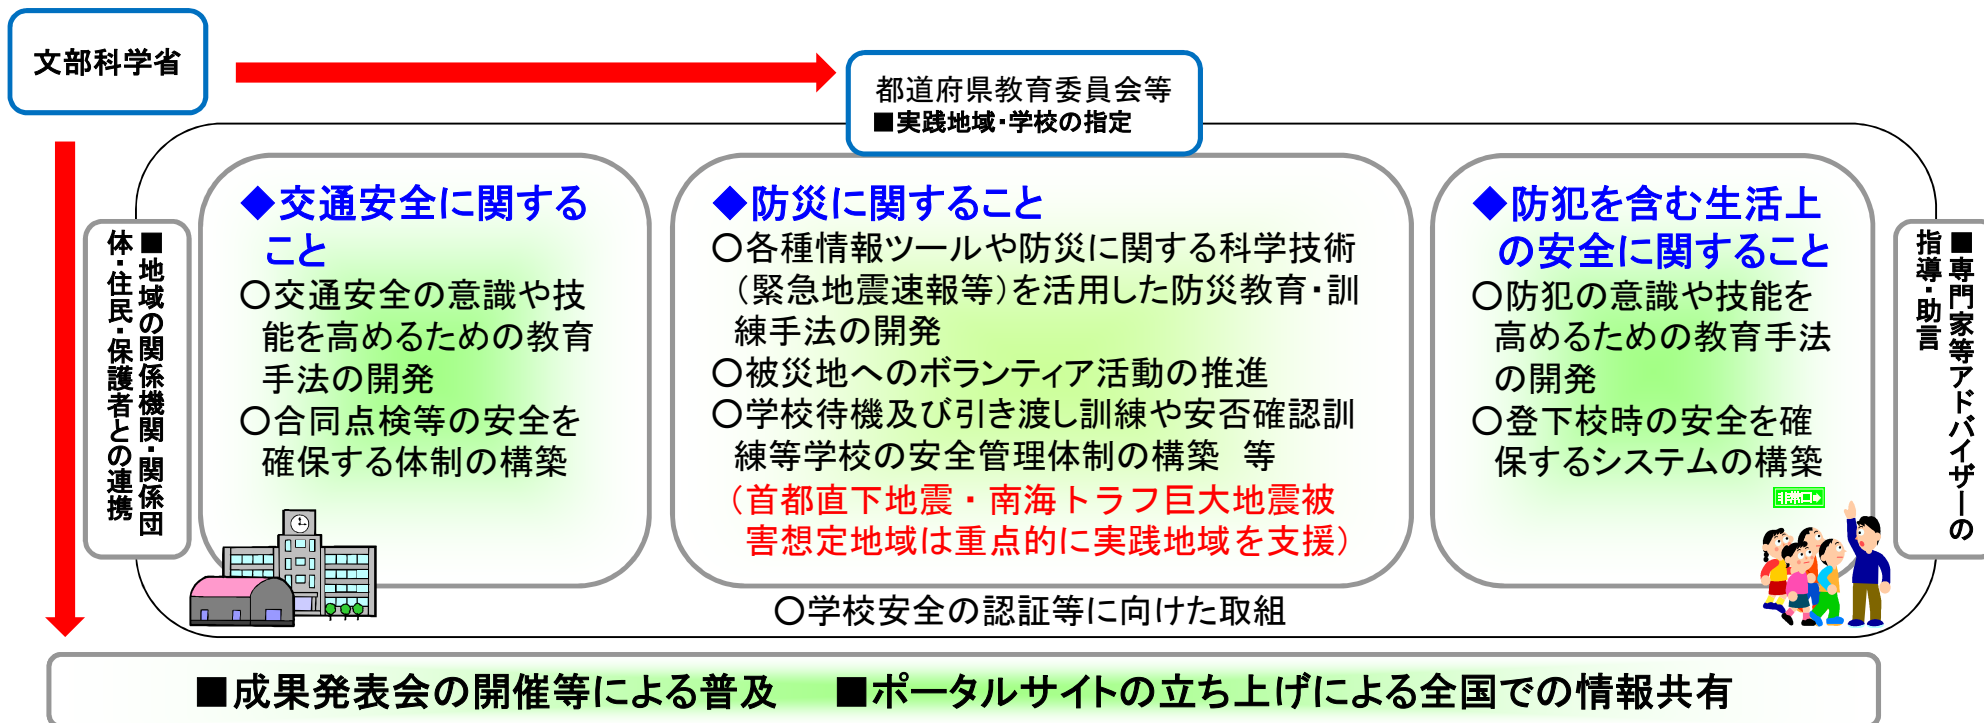 文部科学省
都道府県教育委員会等
■実践地域・学校の指定
■地域の関係機関・関係団
体・住民・保護者との連携
◆交通安全に関する
こと
○交通安全の意識や技
能を高めるための教育
手法の開発
○合同点検等の安全を
確保する体制の構築
◆防災に関すること
○各種情報ツールや防災に関する科学技術
（緊急地震速報等）を活用した防災教育・訓
練手法の開発
○被災地へのボランティア活動の推進
○学校待機及び引き渡し訓練や安否確認訓
練等学校の安全管理体制の構築　等
（首都直下地震・南海トラフ巨大地震被
害想定地域は重点的に実践地域を支援）
◆防犯を含む生活上
の安全に関すること
○防犯の意識や技能を
高めるための教育手法
の開発
○登下校時の安全を確
保するシステムの構築
非常口
■専門家等アドバイザーの
指導・助言
○学校安全の認証等に向けた取組
■成果発表会の開催等による普及　■ポータルサイトの立ち上げによる全国での情報共有